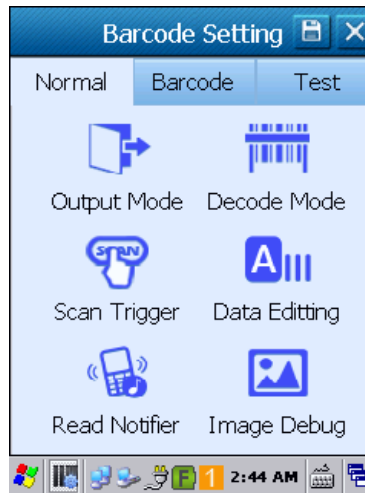 Barcode Setting
Normal Barcode Test
Output Mode Decode Mode
SCAN A
Scan Trigger Data Editting
Read Notifier Image Debug
F 1 2:44 AM